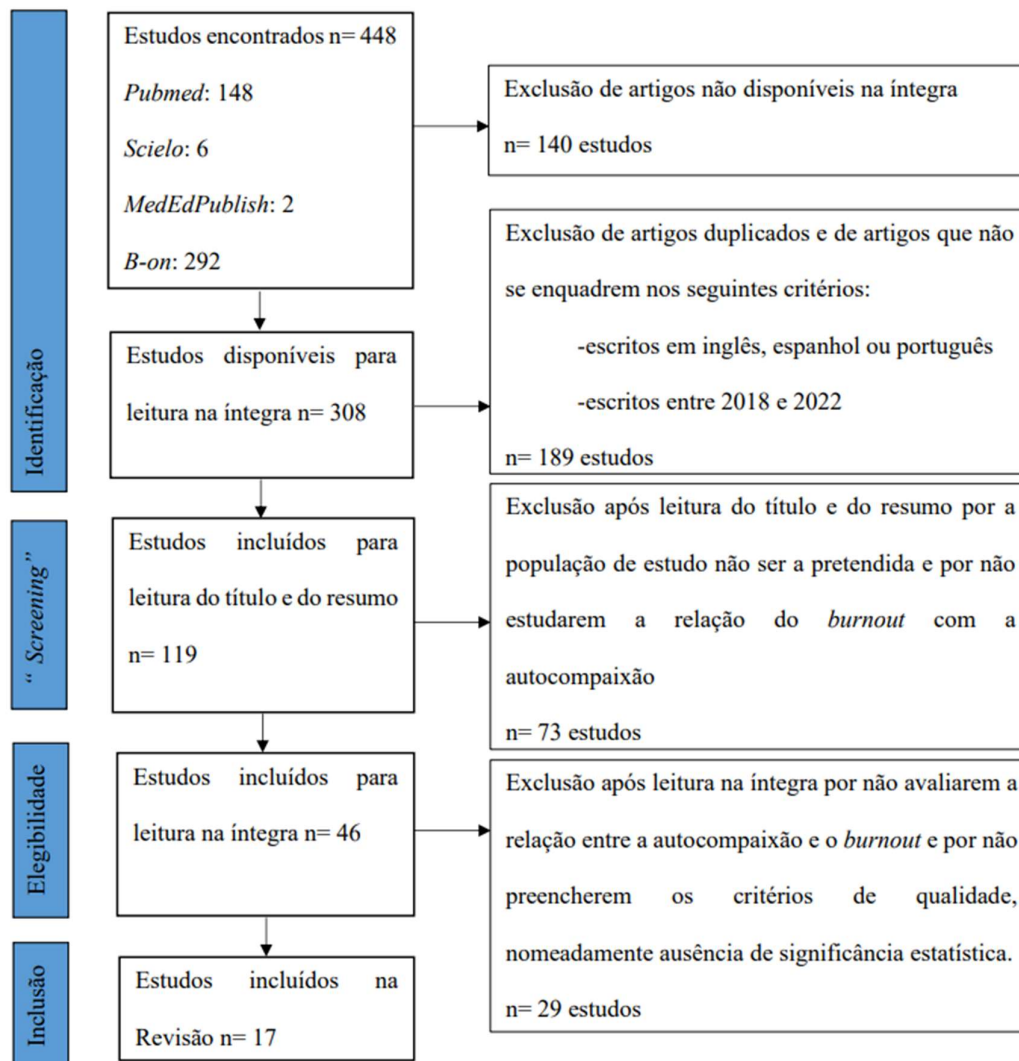 Identificação
Estudos encontrados n= 448
Pubmed: 148
Scielo: 6
MedEdPublish: 2
B-on: 292
Exclusão de artigos não disponíveis na íntegra
n= 140 estudos
Estudos disponíveis para
leitura na íntegra n= 308
Exclusão de artigos duplicados e de artigos que não
se enquadrem nos seguintes critérios:
-escritos em inglês, espanhol ou português
-escritos entre 2018 e 2022
n= 189 estudos
“ Screening”
Estudos incluídos para
leitura do título e do resumo
n= 119
Exclusão após leitura do título e do resumo por a
população de estudo não ser a pretendida e por não
estudarem a relação do burnout com a
autocompaixão
n= 73 estudos
Elegibilidade
Estudos incluídos para
leitura na íntegra n= 46
Exclusão após leitura na íntegra por não avaliarem a
relação entre a autocompaixão e o burnout e por não
preencherem os critérios de qualidade,
nomeadamente ausência de significância estatística.
n= 29 estudos
Inclusão
Estudos incluídos na
Revisão n= 17